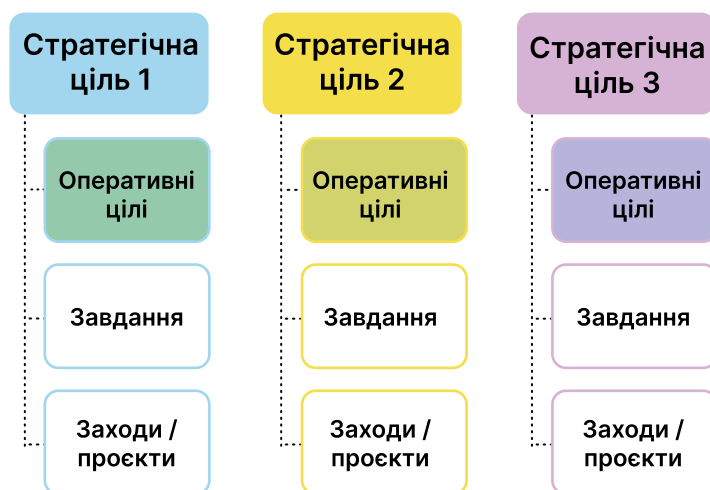 Стратегічна
ціль 1
Оперативні
цілі
Завдання
Заходи /
проєкти
Стратегічна
ціль 2
Оперативні
цілі
Завдання
Заходи /
проєкти
Стратегічна
ціль 3
Оперативні
цілі
Завдання
Заходи /
проєкти